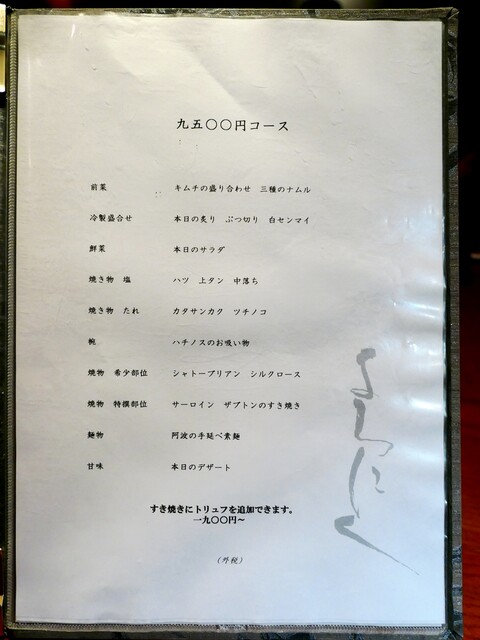 九五〇〇円コース
前菜　キムチの盛り合わせ　三種のナムル
冷製盛合せ　本日の炙り　ぶつ切り　白センマイ
鮮菜　本日のサラダ
焼き物　塩　ハツ　上タン　中落ち
焼き物　たれ　カタサンカク　ツチノコ
椀　ハチノスのお吸い物
焼物　希少部位　シャトーブリアン　シルクロース
焼物　特撰部位　サーロイン　ザブトンのすき焼き
麺物　阿波の手延べ素麺
甘味　本日のデザート
すき焼きにトリュフを追加できます。
一九〇〇円～
（外税）